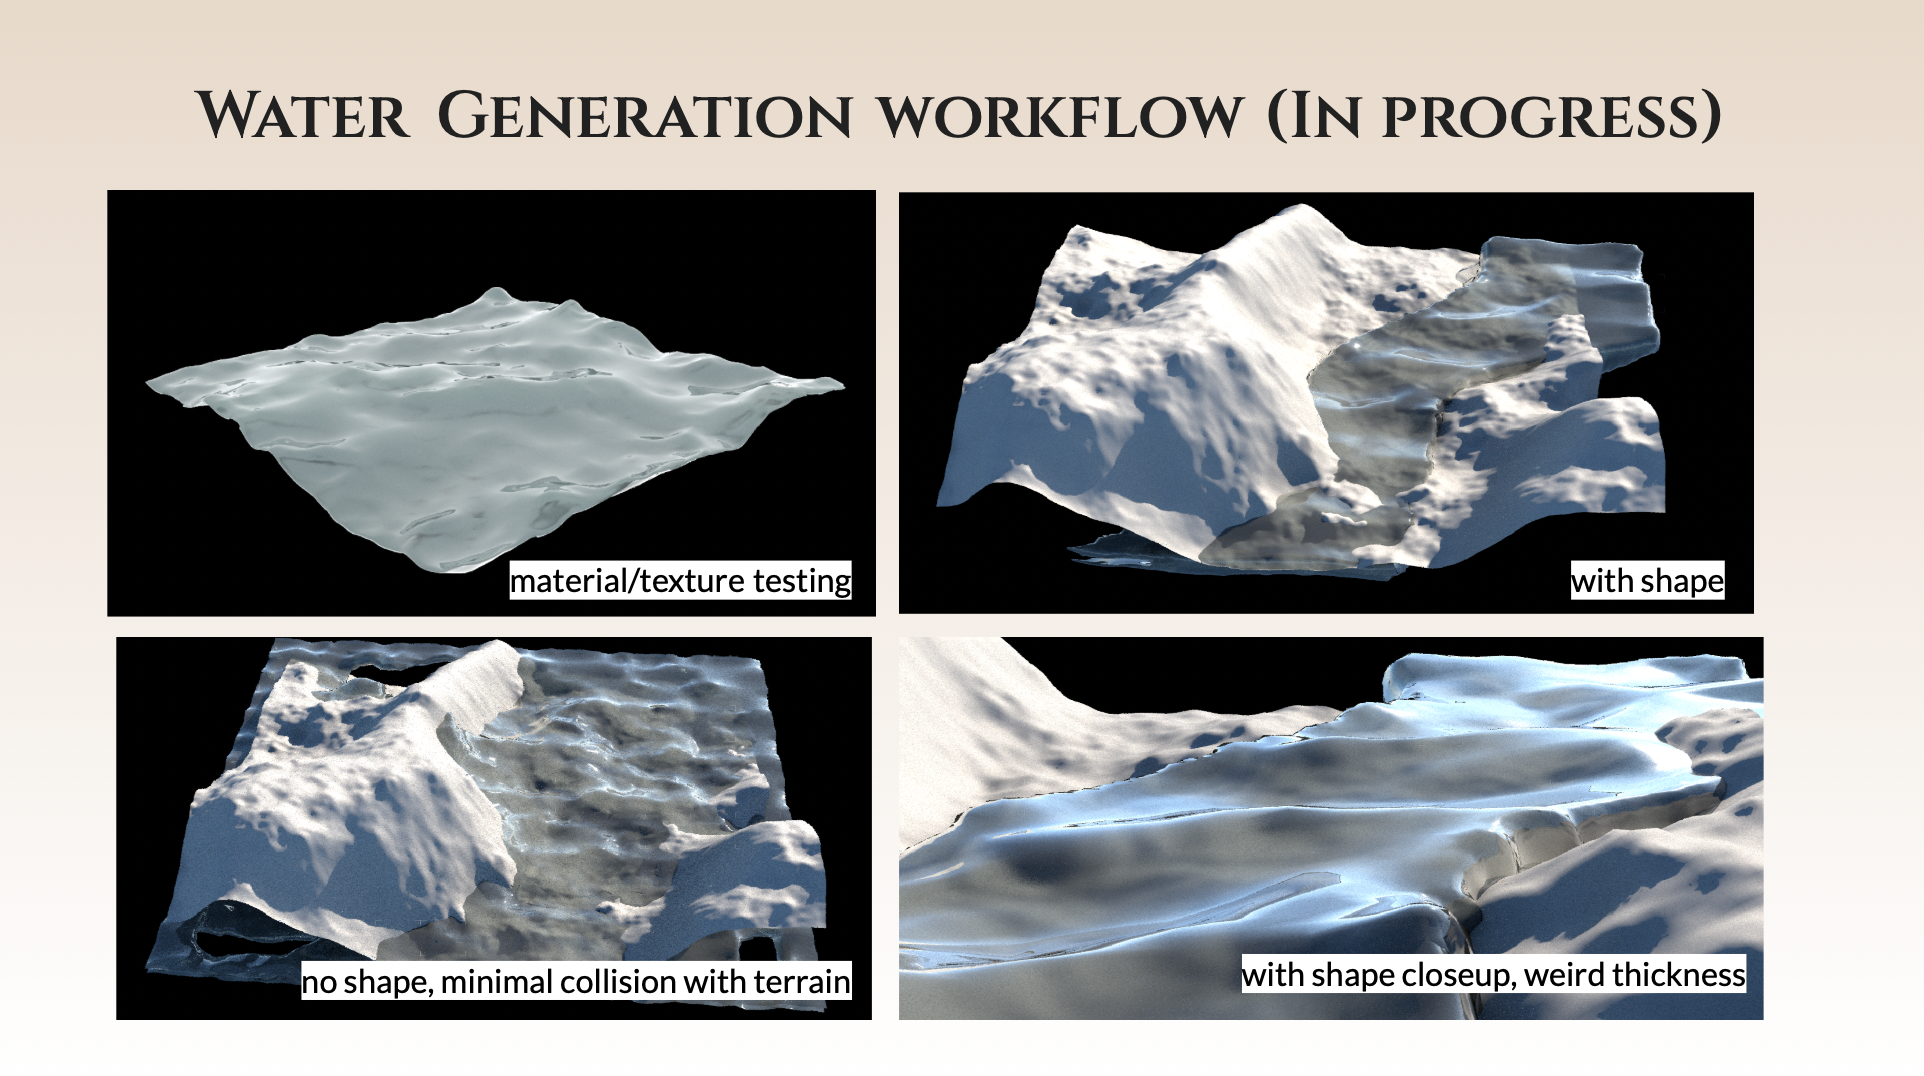 Water Generation workflow (In progress)
material/texture testing
with shape
no shape, minimal collision with terrain
with shape closeup, weird thickness